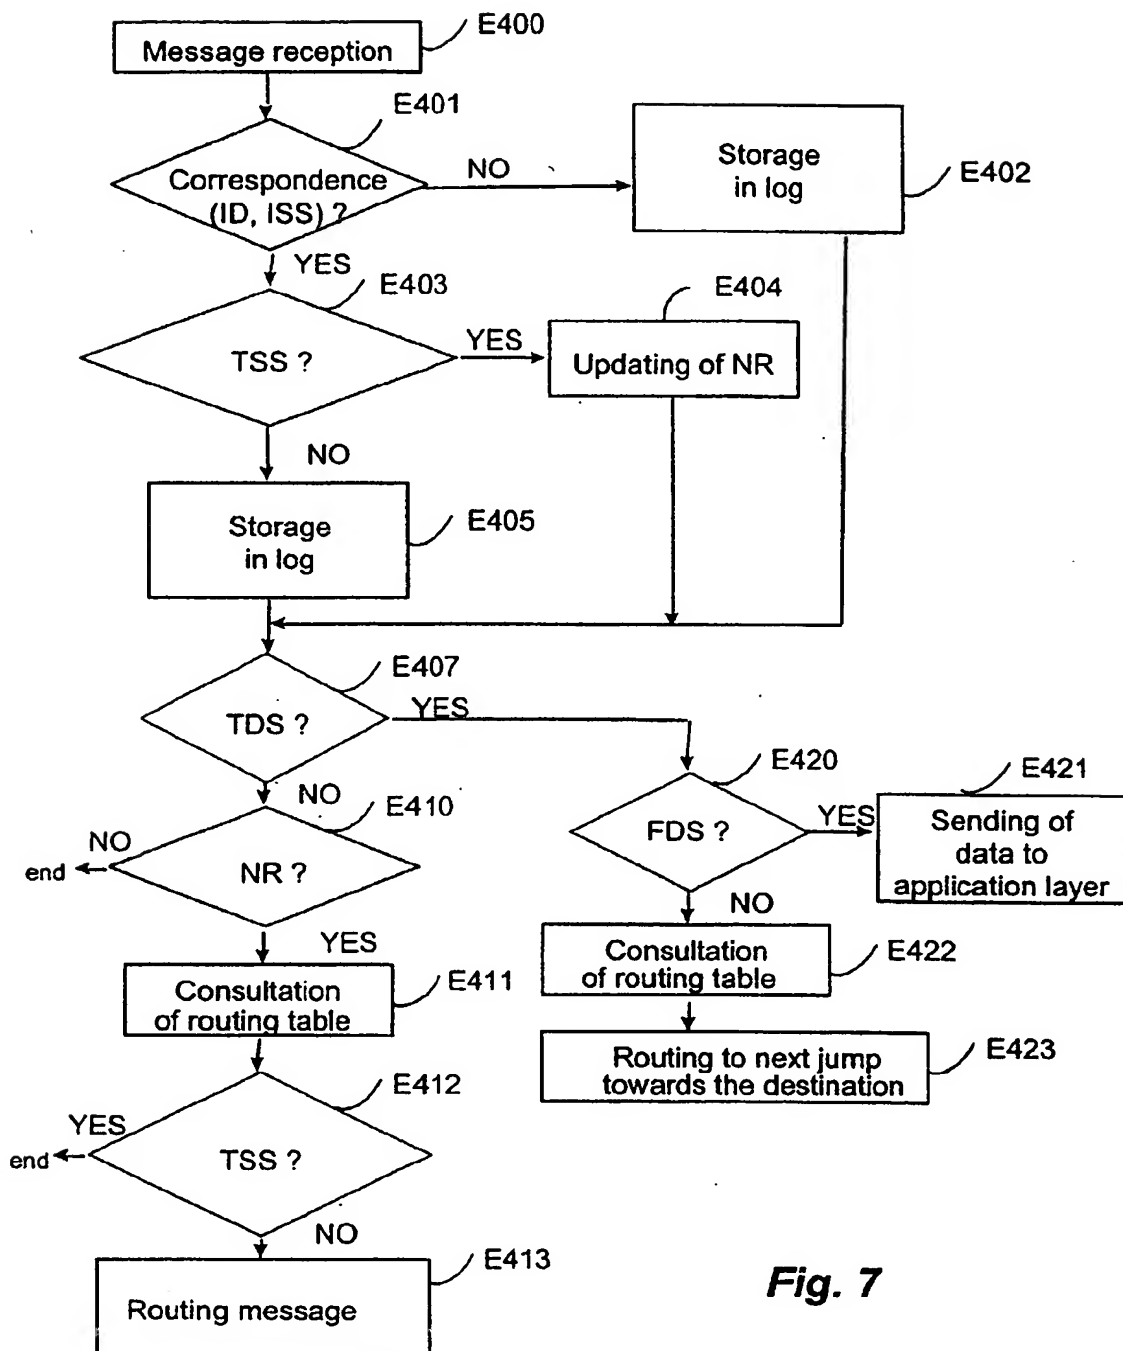 E400
Message reception
E401
Correspondence
(ID, ISS) ?
NO
Storage
in log
E402
YES
E403
TSS ?
YES
E404
Updating of NR
NO
Storage
in log
E405
E407
TDS ?
YES
NO
E410
NR ?
NO
end
E420
FDS ?
YES
E421
Sending of
data to
application layer
NO
YES
Consultation
of routing table
E411
Consultation
of routing table
E422
Routing to next jump
towards the destination
E423
E412
TSS ?
YES
end
NO
E413
Routing message
Fig. 7